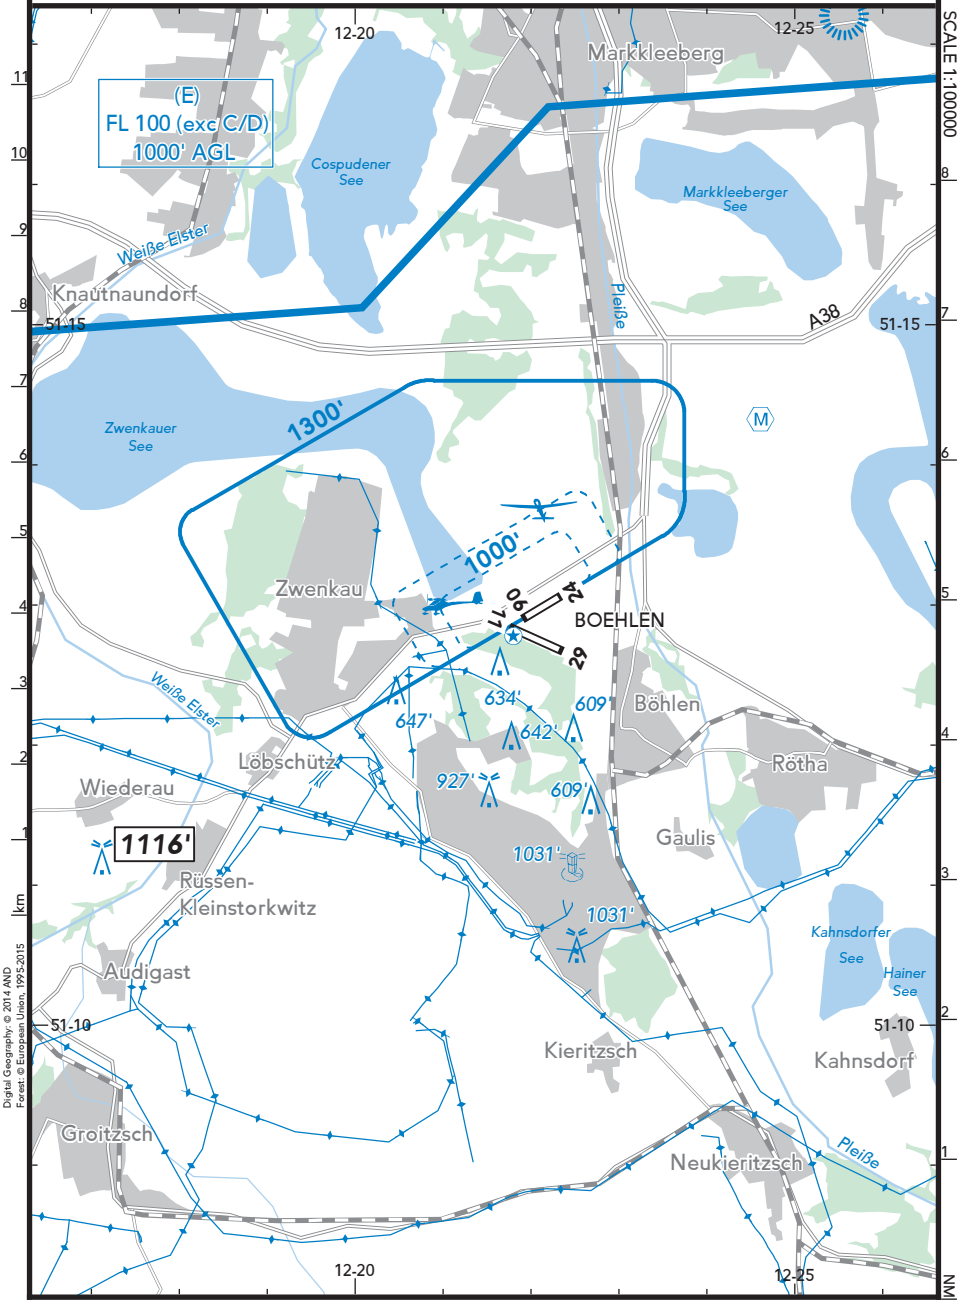 12-20
12-25
SCALE 1:100000
Markkleeberg
(E)
FL 100 (exc C/D)
1000' AGL
Cospudener
See
Markkleeberger
See
Weiße Elster
Knautnaundorf
Pleiße
A38
51-15
51-15
1300'
Zwenkauer
See
M
1000'
Zwenkau
06
24
11
29
BOEHLEN
Weiße Elster
634'
647'
642'
609
Böhlen
Löbschütz
Wiederau
927'
609'
Rötha
1116'
Gaulis
1031'
Rüssen-
Kleinstorkwitz
1031'
Kahnsdorfer
See
Hainer
See
Audigast
51-10
51-10
Kieritzsch
Kahnsdorf
Groitzsch
Neukieritzsch
Pleiße
12-20
12-25
11
10
9
8
7
6
5
4
3
2
1
km
8
7
6
5
4
3
2
1
NM
Digital Geography: © 2014 AND
Forest: © European Union, 1995-2015